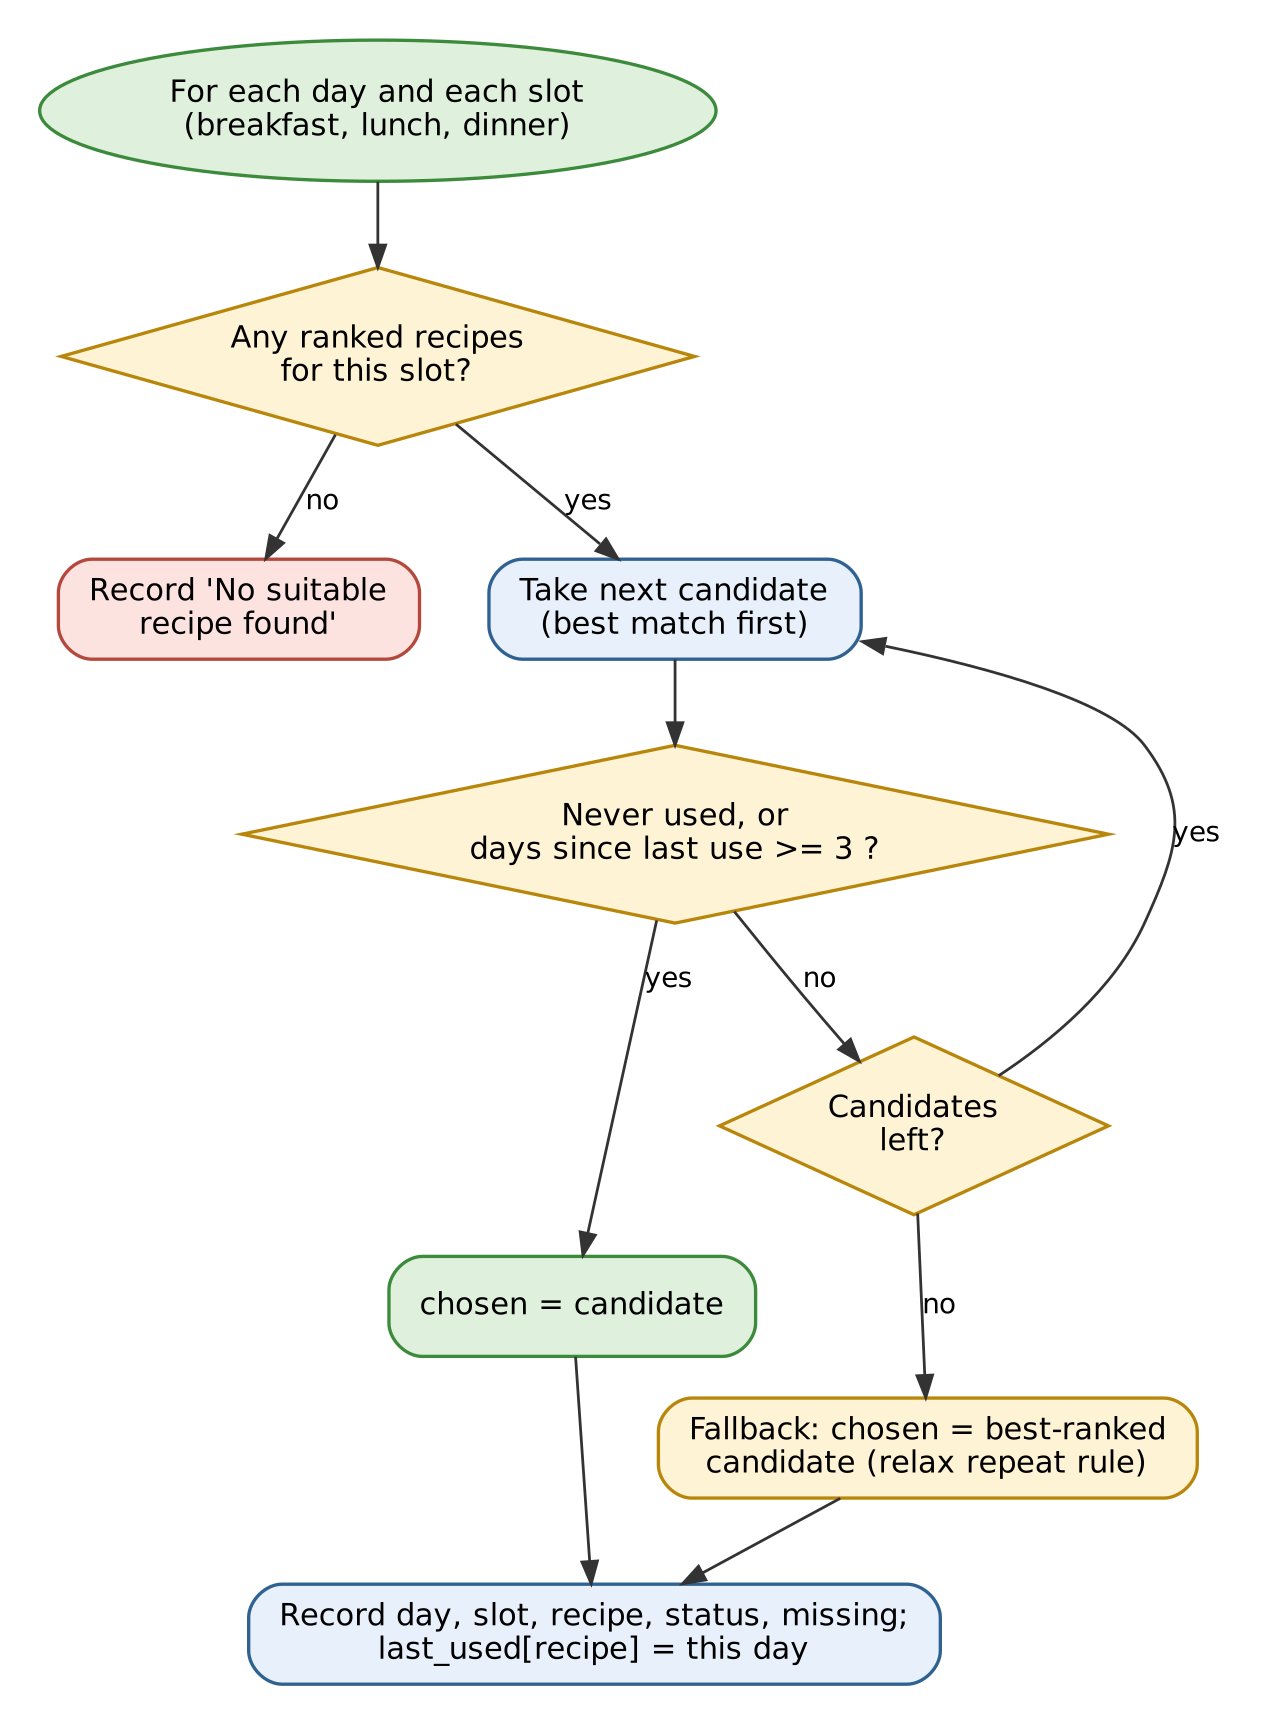 For each day and each slot
(breakfast, lunch, dinner)
Any ranked recipes
for this slot?
no
yes
Record 'No suitable
recipe found'
Take next candidate
(best match first)
Never used, or
days since last use >= 3 ?
yes
yes
no
Candidates
left?
chosen = candidate
no
Fallback: chosen = best-ranked
candidate (relax repeat rule)
Record day, slot, recipe, status, missing;
last_used[recipe] = this day